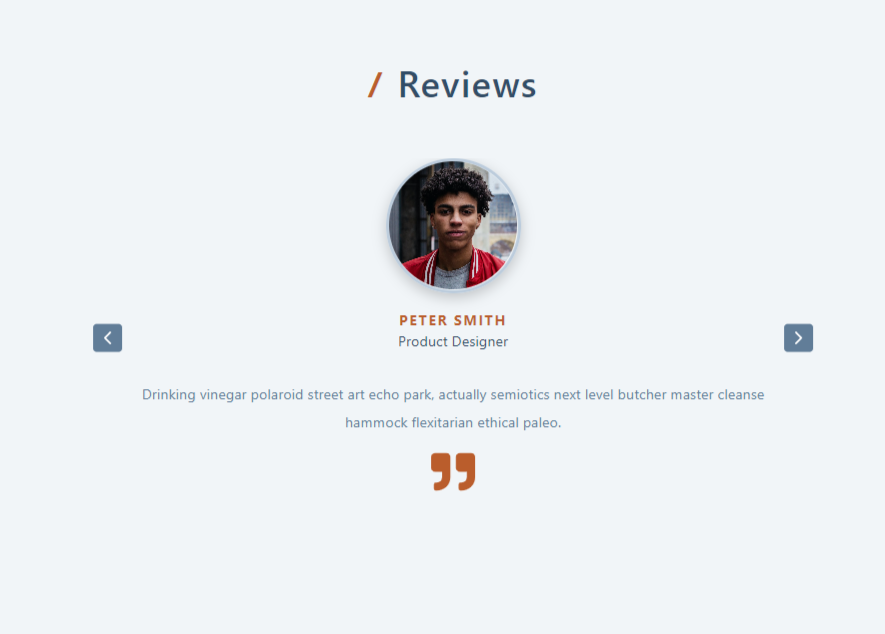 / Reviews
PETER SMITH
Product Designer
Drinking vinegar polaroid street art echo park, actually semiotics next level butcher master cleanse
hammock flexitarian ethical paleo.
”